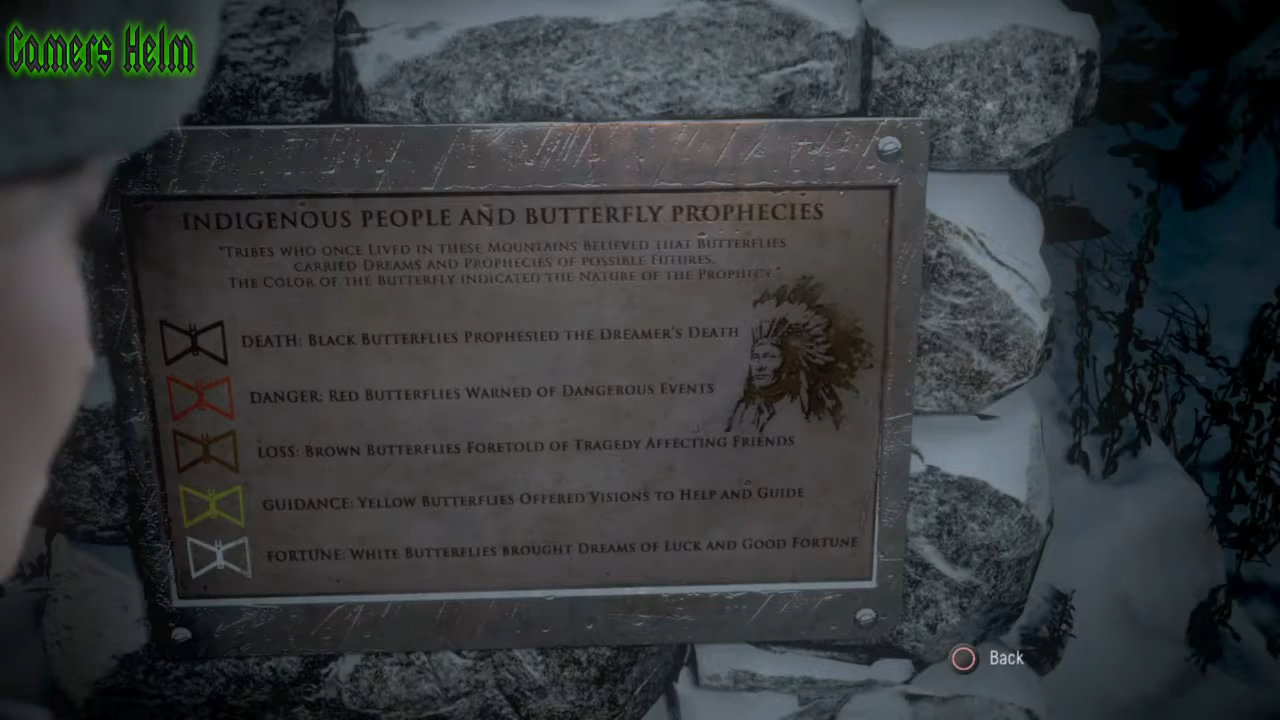 Gamers Helm
INDIGENOUS PEOPLE AND BUTTERFLY PROPHECIES
"TRIBES WHO ONCE LIVED IN THESE MOUNTAINS BELIEVED THAT BUTTERFLIES
CARRIED DREAMS AND PROPHECIES OF POSSIBLE FUTURES.
THE COLOR OF THE BUTTERFLY INDICATED THE NATURE OF THE PROPHECY."
DEATH: BLACK BUTTERFLIES PROPHESIED THE DREAMER'S DEATH
DANGER: RED BUTTERFLIES WARNED OF DANGEROUS EVENTS
LOSS: BROWN BUTTERFLIES FORETOLD OF TRAGEDY AFFECTING FRIENDS
GUIDANCE: YELLOW BUTTERFLIES OFFERED VISIONS TO HELP AND GUIDE
FORTUNE: WHITE BUTTERFLIES BROUGHT DREAMS OF LUCK AND GOOD FORTUNE
Back